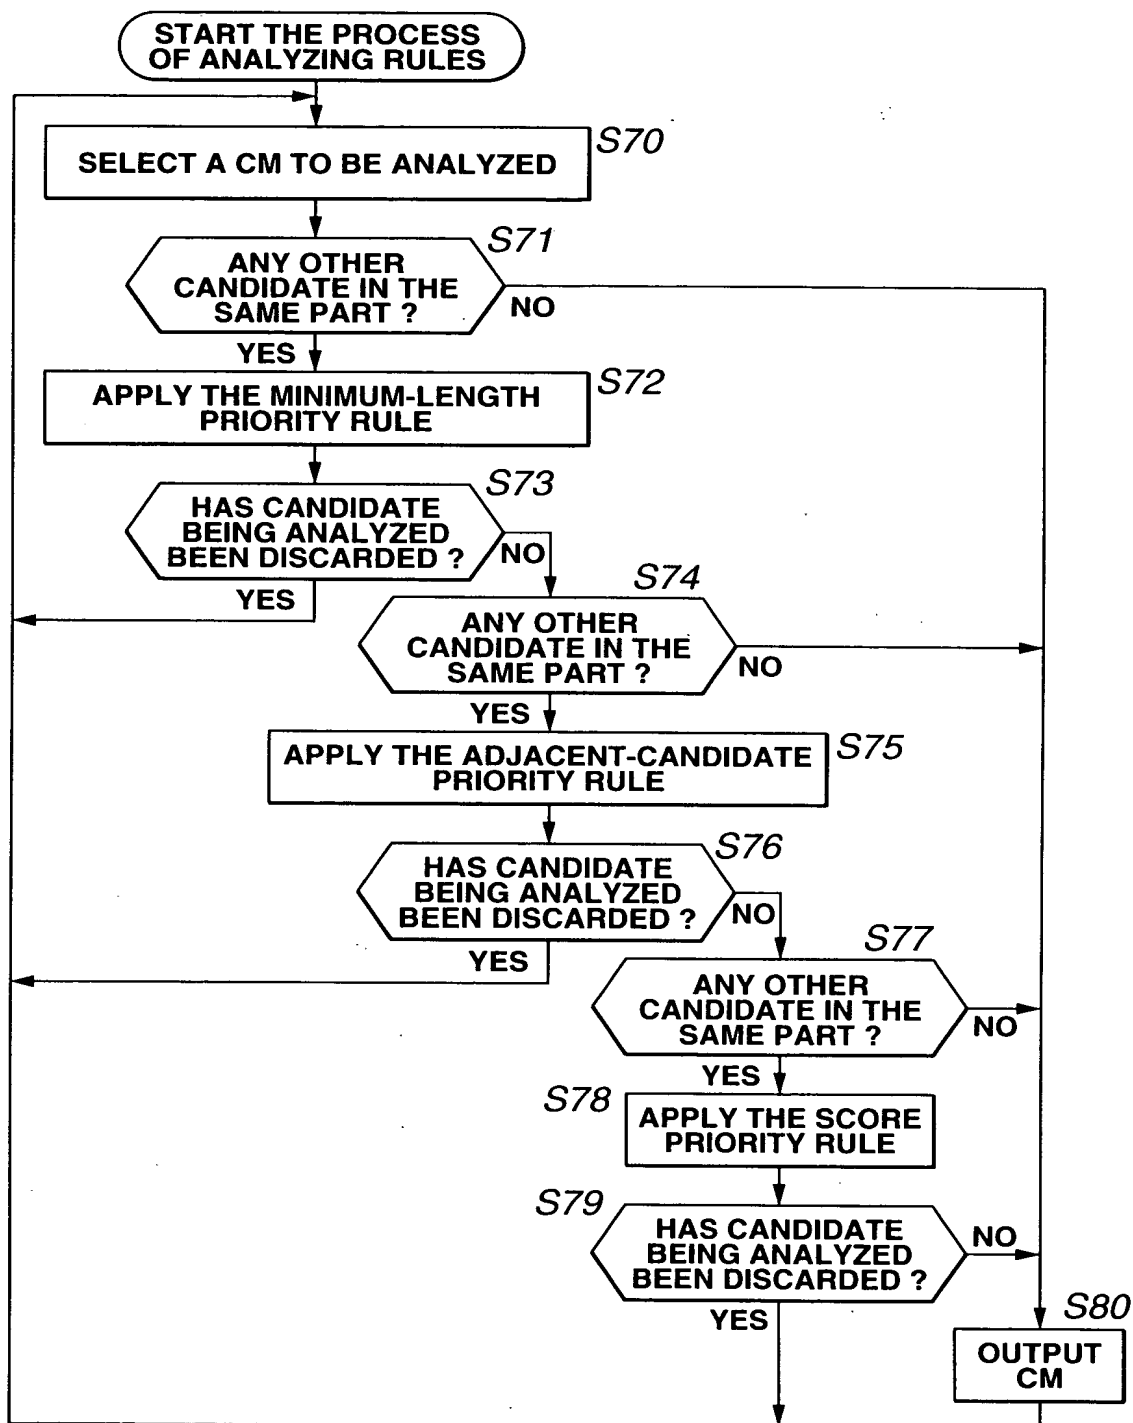 START THE PROCESS
OF ANALYZING RULES
S70
SELECT A CM TO BE ANALYZED
S71
ANY OTHER
CANDIDATE IN THE
SAME PART ?
NO
YES
S72
APPLY THE MINIMUM-LENGTH
PRIORITY RULE
S73
HAS CANDIDATE
BEING ANALYZED
BEEN DISCARDED ?
NO
YES
S74
ANY OTHER
CANDIDATE IN THE
SAME PART ?
NO
YES
S75
APPLY THE ADJACENT-CANDIDATE
PRIORITY RULE
S76
HAS CANDIDATE
BEING ANALYZED
BEEN DISCARDED ?
NO
YES
S77
ANY OTHER
CANDIDATE IN THE
SAME PART ?
NO
YES
S78
APPLY THE SCORE
PRIORITY RULE
S79
HAS CANDIDATE
BEING ANALYZED
BEEN DISCARDED ?
NO
YES
S80
OUTPUT
CM